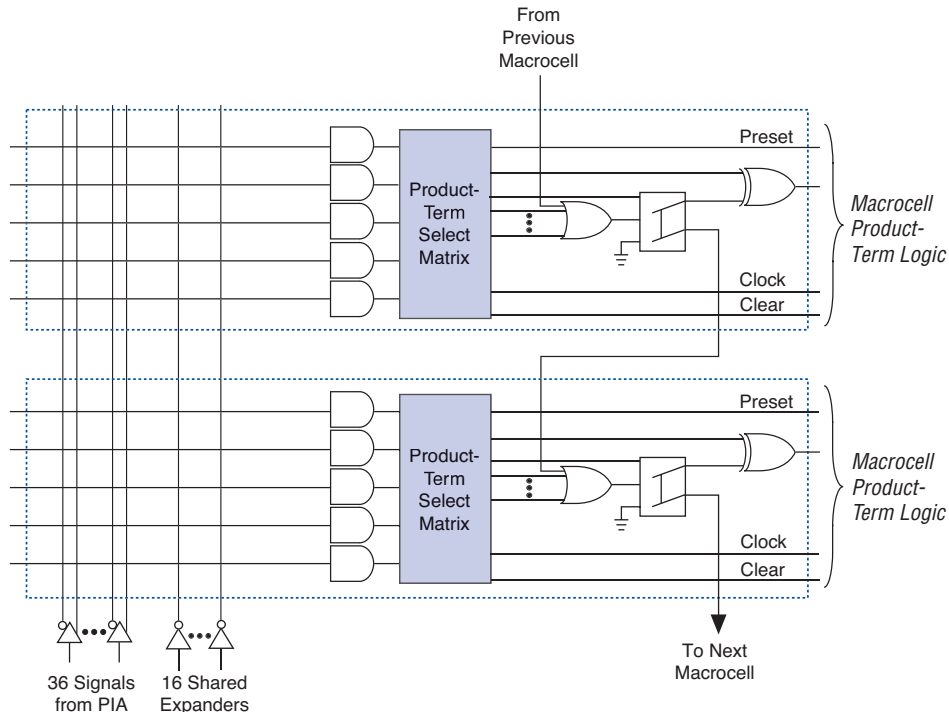 From
Previous
Macrocell
Preset
Product-
Term
Select
Matrix
Macrocell
Product-
Term Logic
Clock
Clear
Preset
Product-
Term
Select
Matrix
Macrocell
Product-
Term Logic
Clock
Clear
To Next
Macrocell
36 Signals
from PIA
16 Shared
Expanders